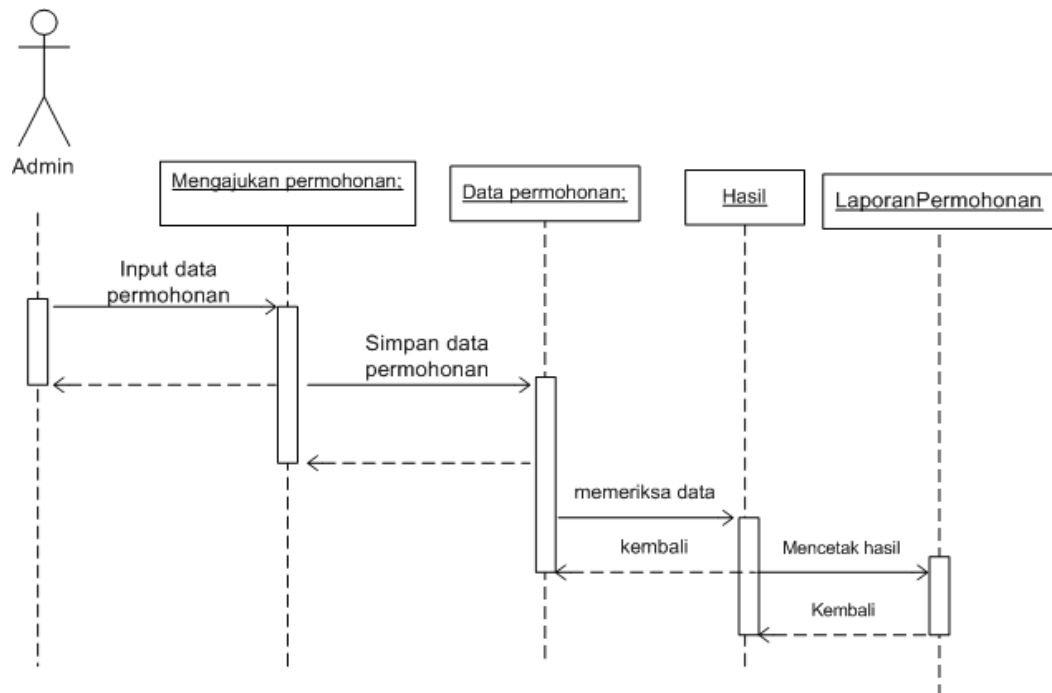 Admin
Mengajukan permohonan;
Data permohonan;
Hasil
LaporanPermohonan
Input data
permohonan
Simpan data
permohonan
memeriksa data
kembali
Mencetak hasil
Kembali